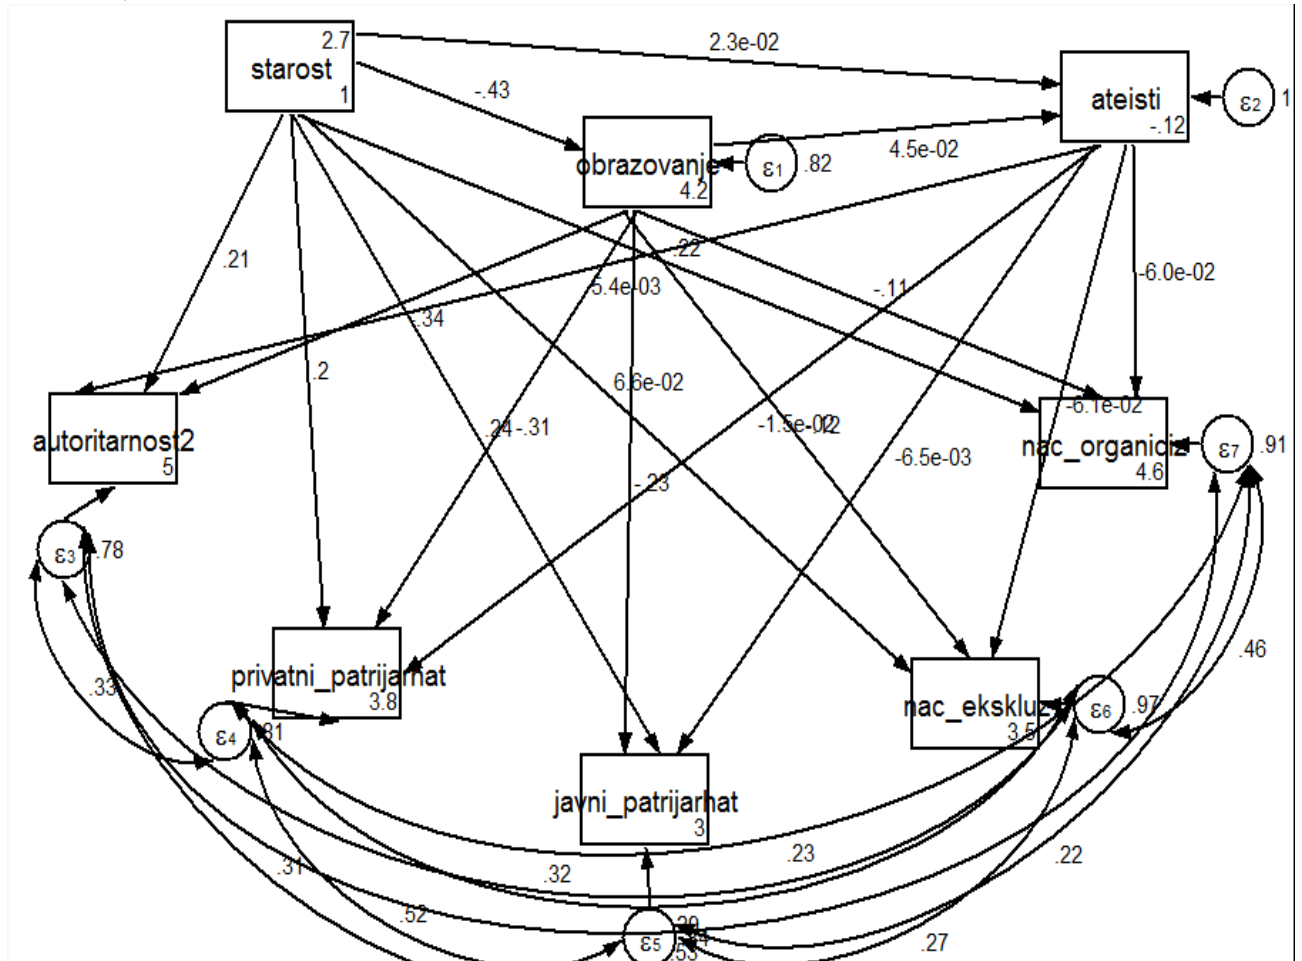 2.7
starost
1
2.3e-02
ateisti
-.12
ε2
1
-.43
obrazovanje
4.2
ε1
.82
4.5e-02
.21
.22
5.4e-03
-.11
-6.0e-02
-.34
.2
6.6e-02
-6.1e-02
autoritarnost2
5
.24
-.31
-1.5e-02
-.12
-6.5e-03
nac_organiciz
4.6
ε7
.91
-.23
ε3
.78
.46
.33
privatni_patrijarhat
3.8
ε4
.81
nac_ekskluz
3.5
ε6
.97
javni_patrijarhat
3
.31
.32
.23
.22
.52
ε5
.53
.27